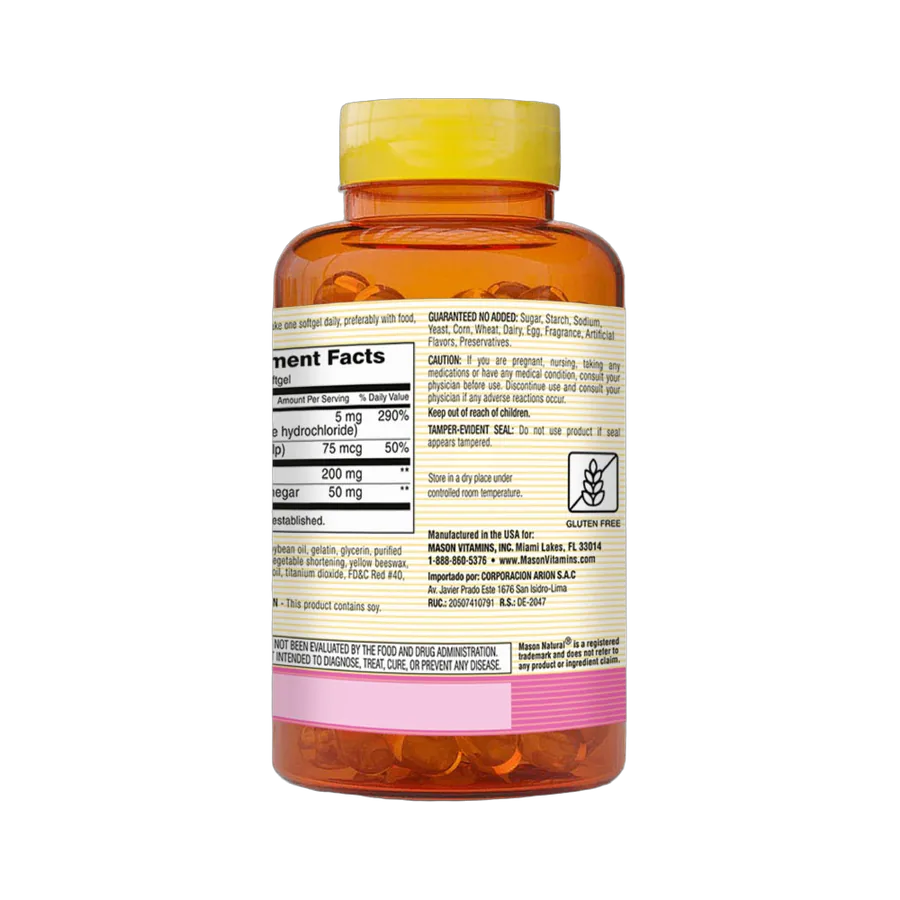 ke one softgel daily, preferably with food,
ment Facts
ftgel
Amount Per Serving % Daily Value
5 mg 290%
e hydrochloride)
lp) 75 mcg 50%
200 mg **
negar 50 mg **
established.
ybean oil, gelatin, glycerin, purified
egetable shortening, yellow beeswax,
oil, titanium dioxide, FD&C Red #40,
N - This product contains soy.
NOT BEEN EVALUATED BY THE FOOD AND DRUG ADMINISTRATION.
T INTENDED TO DIAGNOSE, TREAT, CURE, OR PREVENT ANY DISEASE.
GUARANTEED NO ADDED: Sugar, Starch, Sodium,
Yeast, Corn, Wheat, Dairy, Egg, Fragrance, Artificial
Flavors, Preservatives.
CAUTION: If you are pregnant, nursing, taking any
medications or have any medical condition, consult your
physician before use. Discontinue use and consult your
physician if any adverse reactions occur.
Keep out of reach of children.
TAMPER-EVIDENT SEAL: Do not use product if seal
appears tampered.
Store in a dry place under
controlled room temperature.
GLUTEN FREE
Manufactured in the USA for:
MASON VITAMINS, INC. Miami Lakes, FL 33014
1-888-860-5376 • www.MasonVitamins.com
Importado por: CORPORACION ARION S.A.C
Av. Javier Prado Este 1676 San Isidro-Lima
RUC.: 20507410791 R.S.: DE-2047
Mason Natural® is a registered
trademark and does not refer to
any product or ingredient claim.